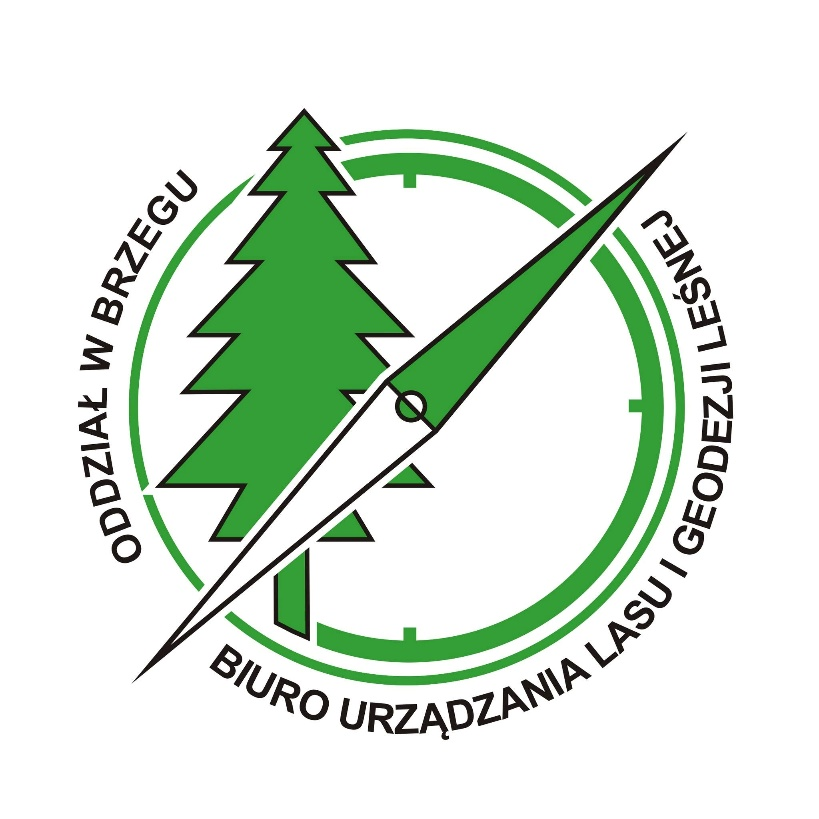 ODDZIAŁ W BRZEGU
BIURO URZĄDZANIA LASU I GEODEZJI LEŚNEJ